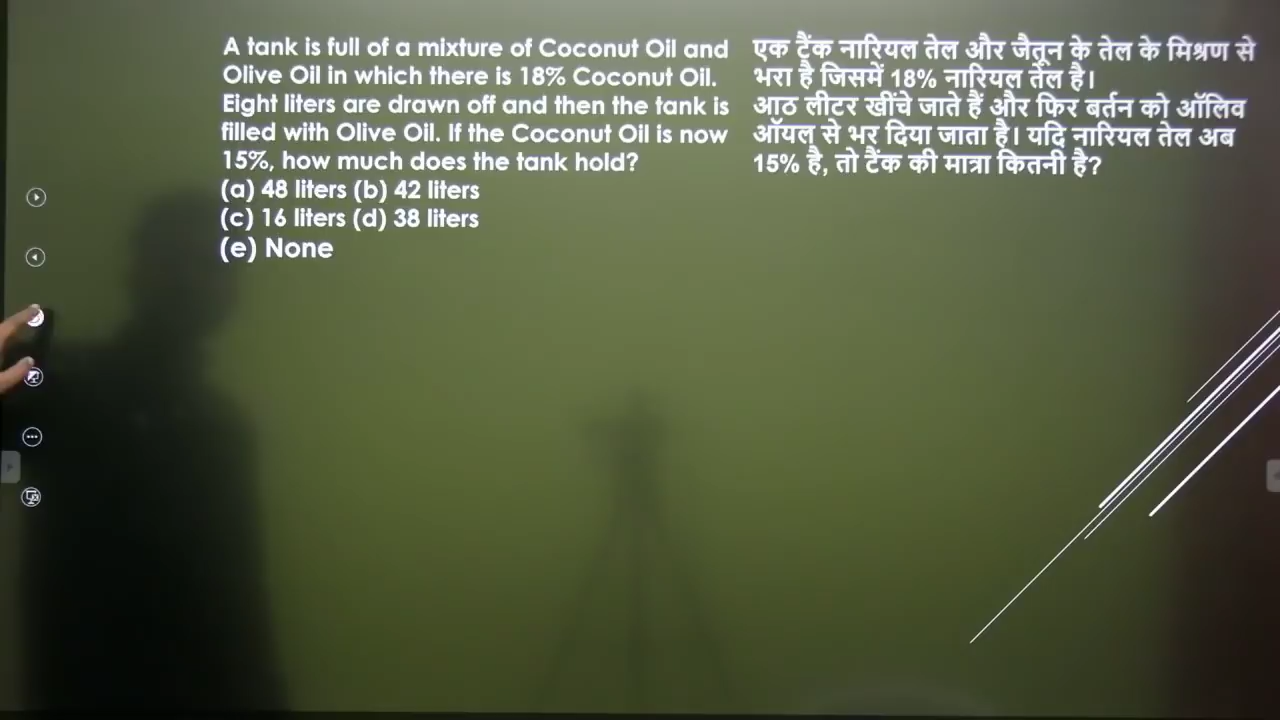 A tank is full of a mixture of Coconut Oil and
Olive Oil in which there is 18% Coconut Oil.
Eight liters are drawn off and then the tank is
filled with Olive Oil. If the Coconut Oil is now
15%, how much does the tank hold?
(a) 48 liters (b) 42 liters
(c) 16 liters (d) 38 liters
(e) None
एक टैंक नारियल तेल और जैतून के तेल के मिश्रण से
भरा है जिसमें 18% नारियल तेल है।
आठ लीटर खींचे जाते हैं और फिर बर्तन को ऑलिव
ऑयल से भर दिया जाता है। यदि नारियल तेल अब
15% है, तो टैंक की मात्रा कितनी है?